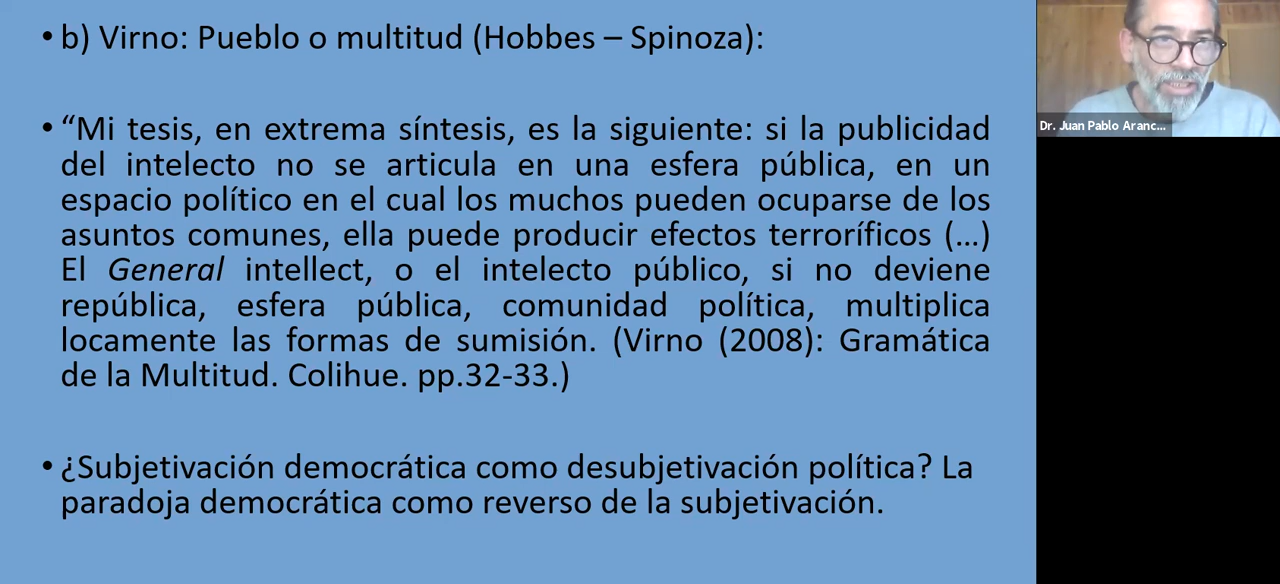 • b) Virno: Pueblo o multitud (Hobbes – Spinoza):
• “Mi tesis, en extrema síntesis, es la siguiente: si la publicidad
del intelecto no se articula en una esfera pública, en un
espacio político en el cual los muchos pueden ocuparse de los
asuntos comunes, ella puede producir efectos terroríficos (…)
El General intellect, o el intelecto público, si no deviene
república, esfera pública, comunidad política, multiplica
locamente las formas de sumisión. (Virno (2008): Gramática
de la Multitud. Colihue. pp.32-33.)
• ¿Subjetivación democrática como desubjetivación política? La
paradoja democrática como reverso de la subjetivación.
Dr. Juan Pablo Aranc...